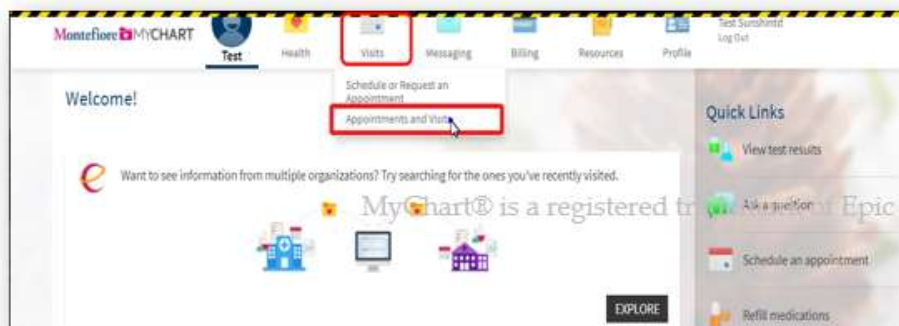 Montefiore MYCHART
Test
Health
Visits
Messaging
Billing
Resources
Profile
Test Sunshintd
Log Out
Schedule or Request an
Appointment
Appointments and Visits
Welcome!
Want to see information from multiple organizations? Try searching for the ones you've recently visited.
EXPLORE
Quick Links
View test results
Ask a question
Schedule an appointment
Refill medications
MyChart® is a registered of Epic